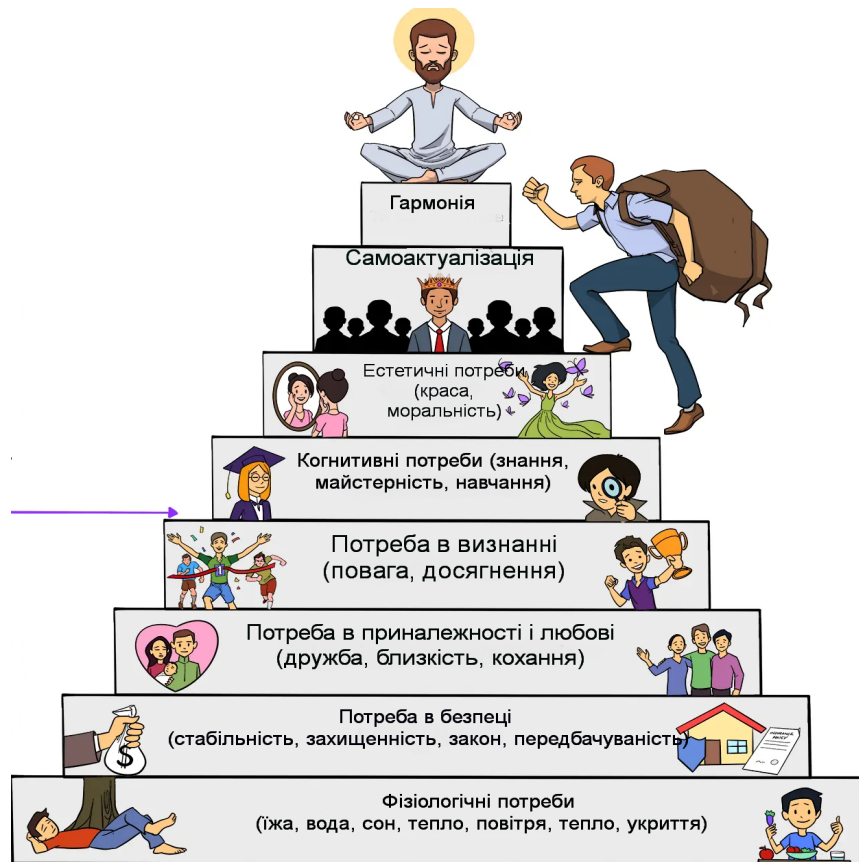 Гармонія
Самоактуалізація
Естетичні потреби
(краса,
моральність)
Когнитивні потреби (знання,
майстерність, навчання)
Потреба в визнанні
(повага, досягнення)
1
Потреба в приналежності і любові
(дружба, близкість, кохання)
Потреба в безпеці
(стабільність, захищенність, закон, передбачуваність)
$
Фізіологічні потреби
(їжа, вода, сон, тепло, повітря, тепло, укриття)